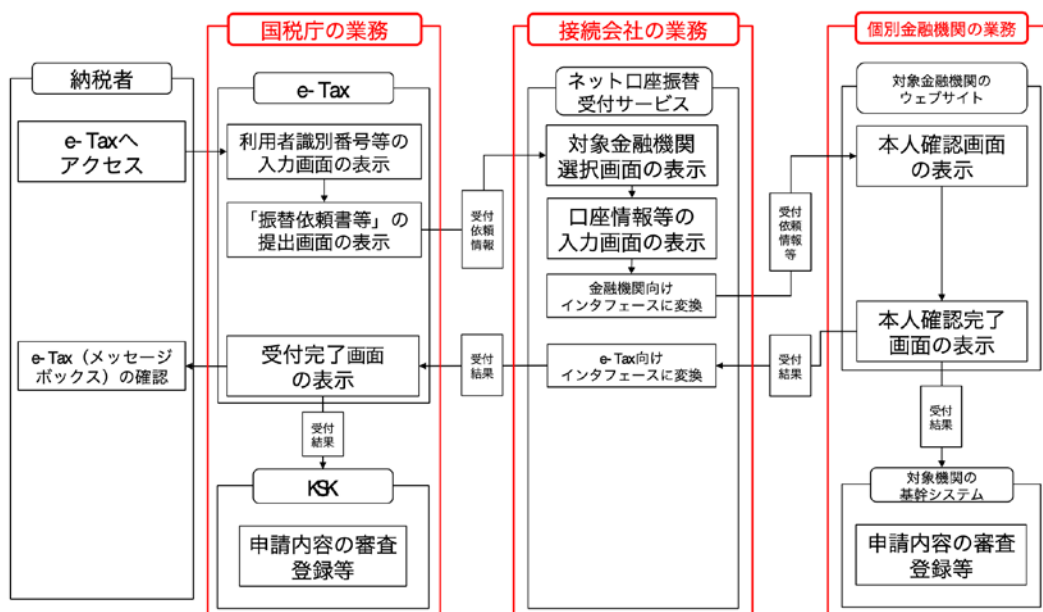 国税庁の業務
接続会社の業務
個別金融機関の業務
納税者
e-Tax
ネット口座振替
受付サービス
対象金融機関の
ウェブサイト
e-Taxへ
アクセス
利用者識別番号等の
入力画面の表示
対象金融機関
選択画面の表示
本人確認画面
の表示
「振替依頼書等」の
提出画面の表示
受付
依頼
情報
口座情報等の
入力画面の表示
受付
依頼
情報
等
金融機関向け
インタフェースに変換
本人確認完了
画面の表示
e-Tax（メッセージ
ボックス）の確認
受付完了画面
の表示
受付
結果
e-Tax向け
インタフェースに変換
受付
結果
受付
結果
受付
結果
KSK
対象機関の
基幹システム
申請内容の審査
登録等
申請内容の審査
登録等